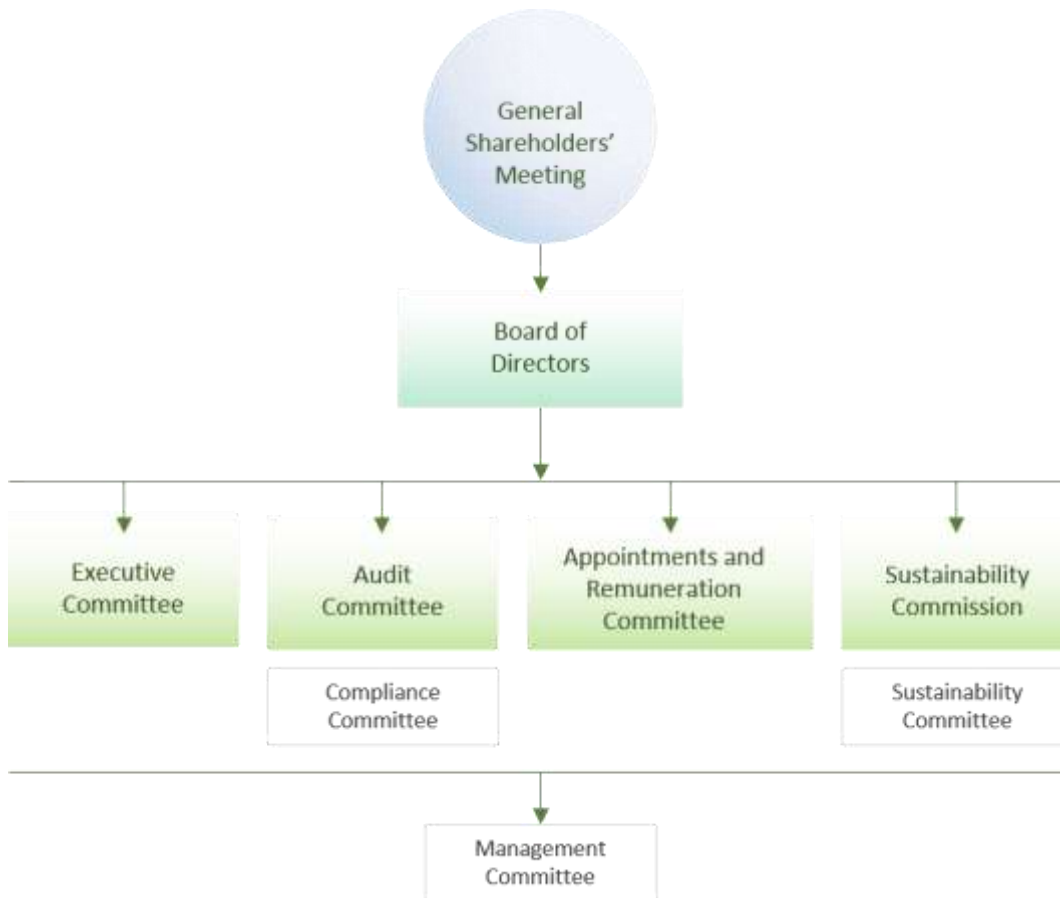 General
Shareholders’
Meeting
Board of
Directors
Executive
Committee
Audit
Committee
Appointments and
Remuneration
Committee
Sustainability
Commission
Compliance
Committee
Sustainability
Committee
Management
Committee